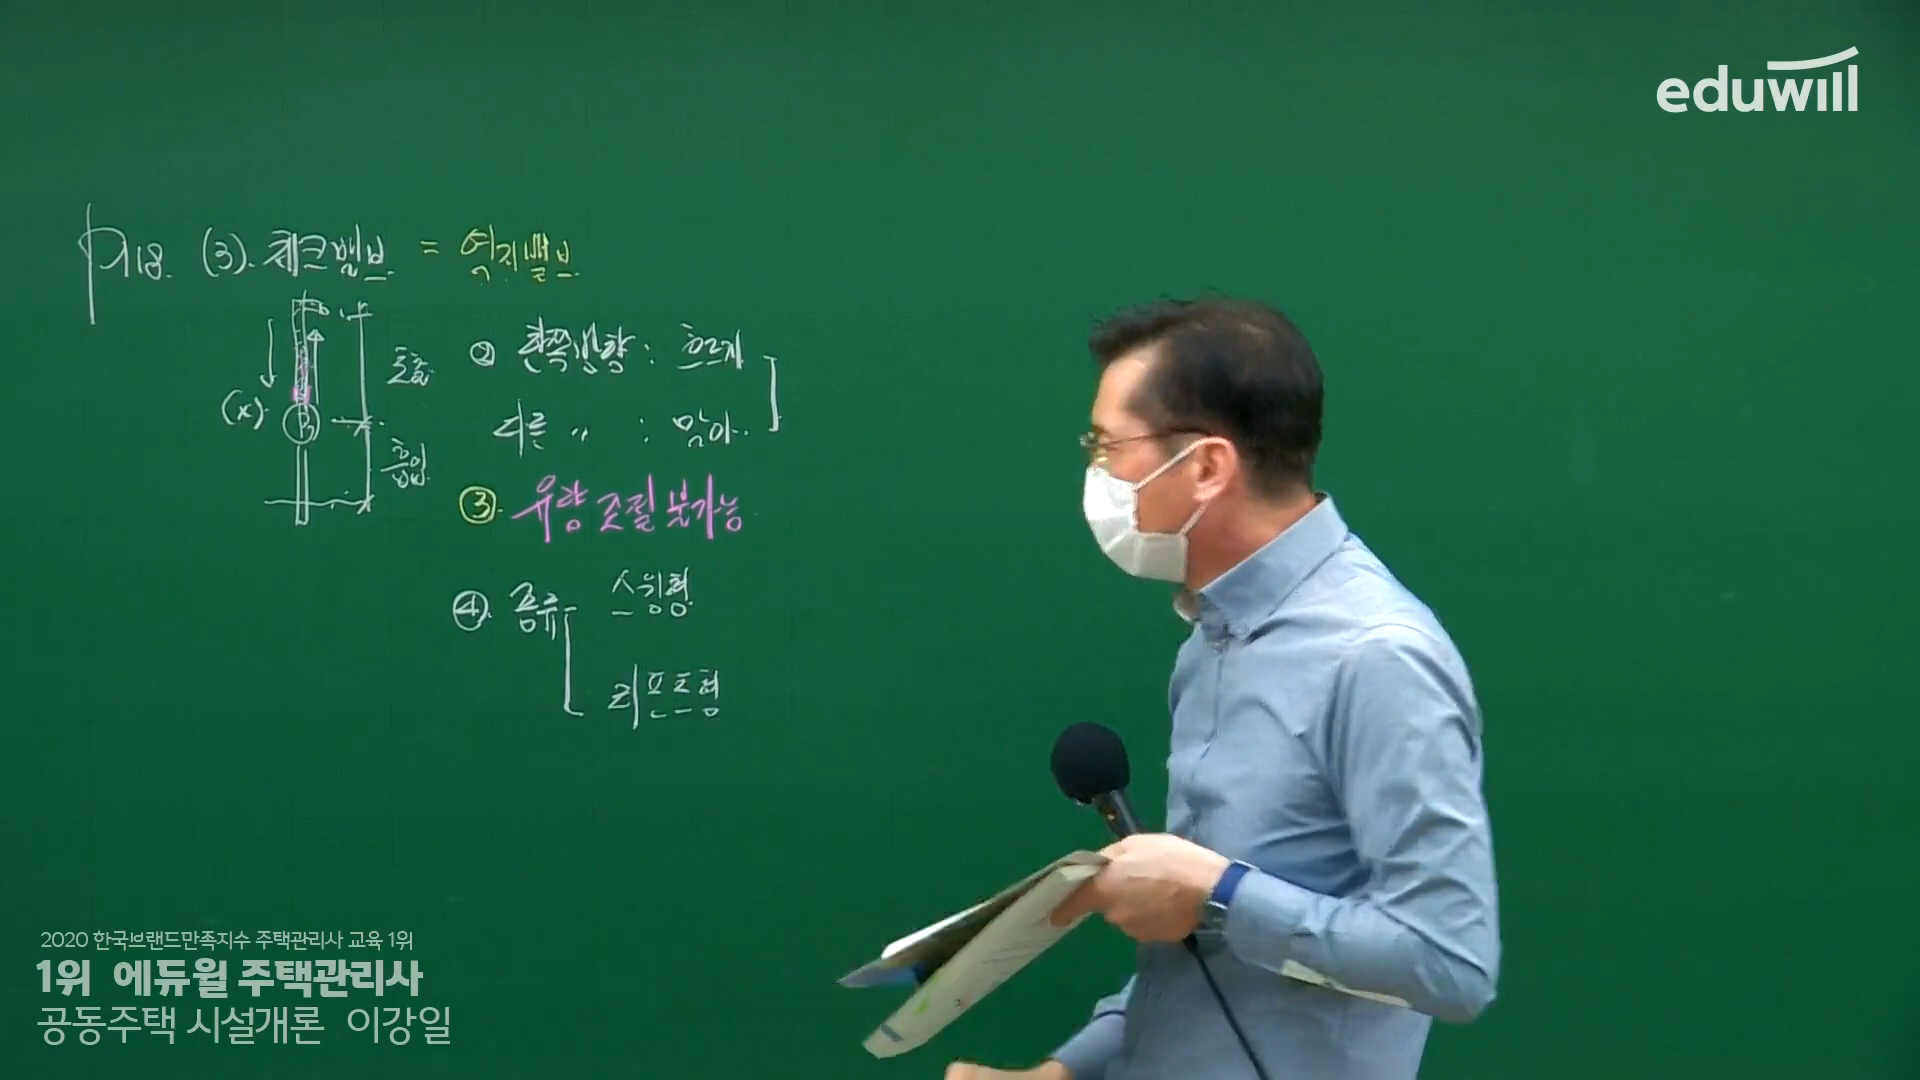 eduwill
P118. (3). 체크밸브 = 역지밸브
② 한쪽방향 : 흐르게
다른 〃 : 막아
토출
(x). P
흡입
③. 유량 조절 불가능
④. 종류 스윙형
리프트형
2020 한국브랜드만족지수 주택관리사 교육 1위
1위 에듀윌 주택관리사
공동주택 시설개론 이강일